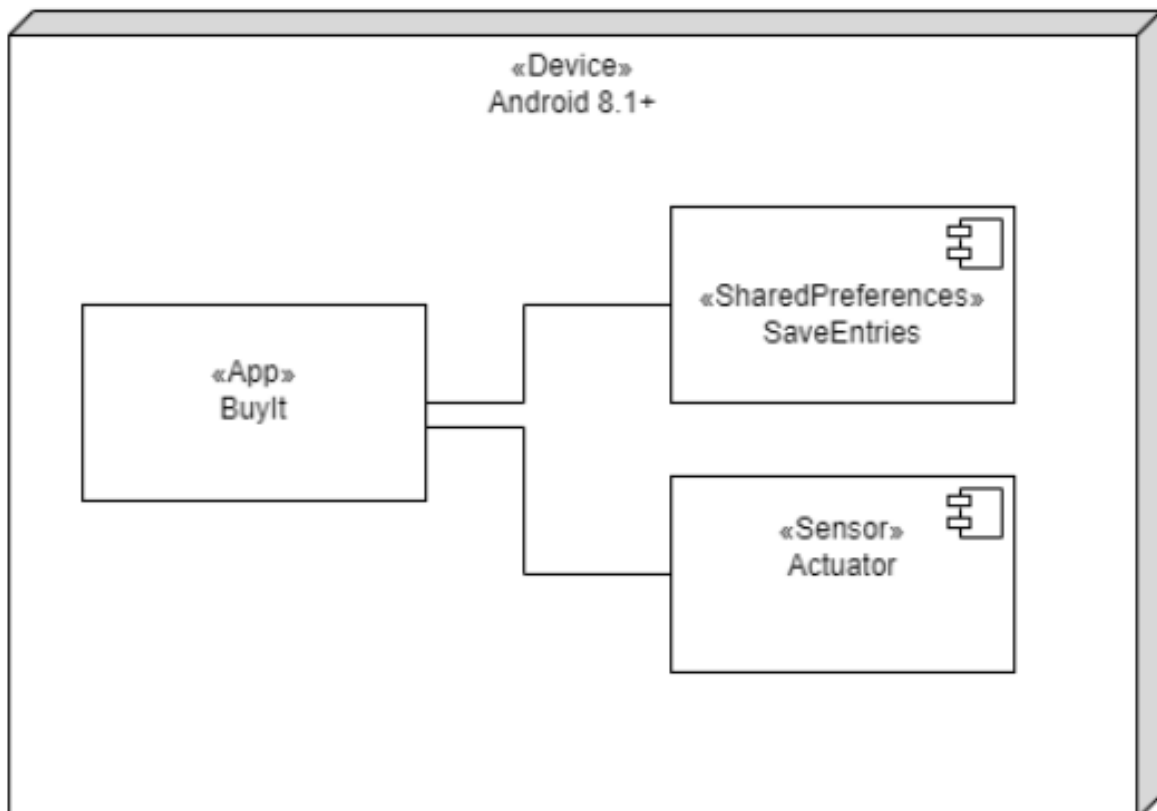 «Device»
Android 8.1+
«SharedPreferences»
SaveEntries
«App»
BuyIt
«Sensor»
Actuator